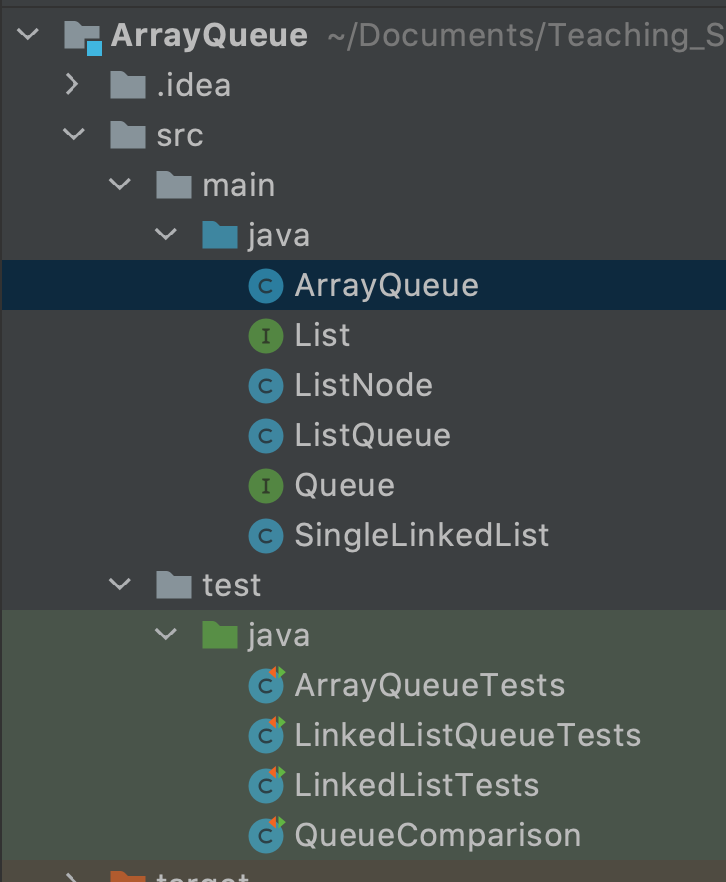 ArrayQueue ~/Documents/Teaching_S
.idea
src
main
java
C ArrayQueue
I List
C ListNode
C ListQueue
I Queue
C SingleLinkedList
test
java
C ArrayQueueTests
C LinkedListQueueTests
C LinkedListTests
C QueueComparison
target